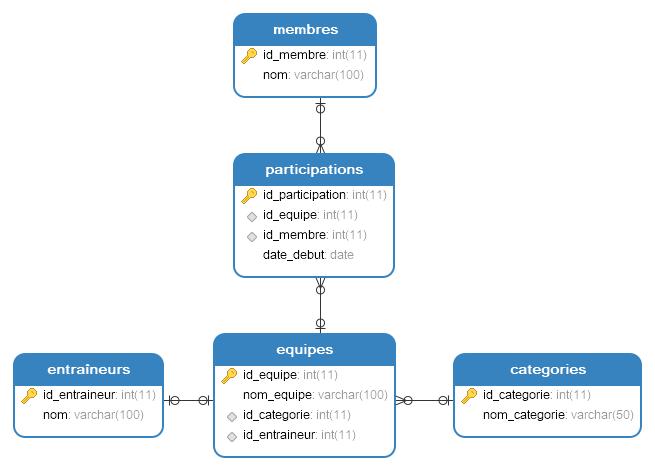 membres
id_membre: int(11)
nom: varchar(100)
participations
id_participation: int(11)
id_equipe: int(11)
id_membre: int(11)
date_debut: date
entraîneurs
id_entraineur: int(11)
nom: varchar(100)
equipes
id_equipe: int(11)
nom_equipe: varchar(100)
id_categorie: int(11)
id_entraineur: int(11)
categories
id_categorie: int(11)
nom_categorie: varchar(50)